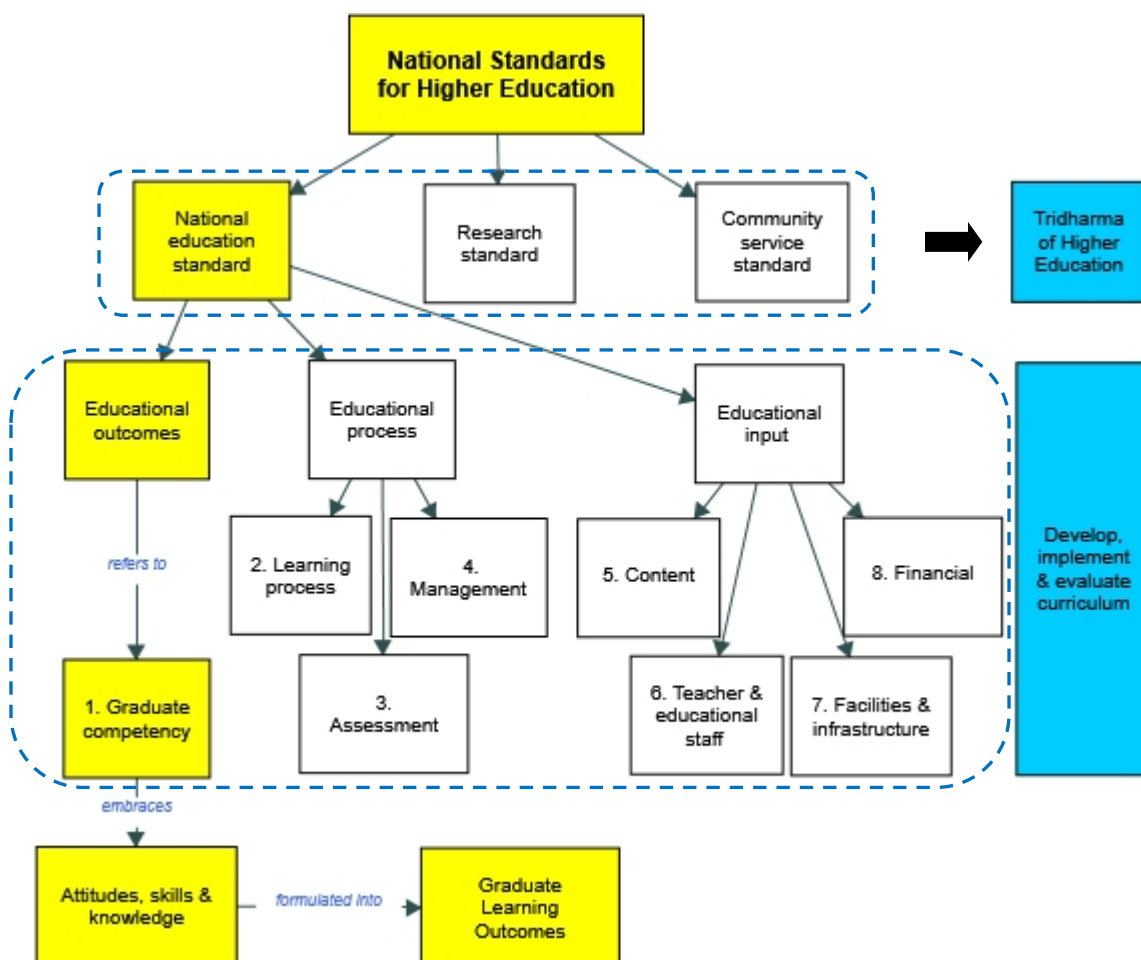 National Standards
for Higher Education
National
education
standard
Research
standard
Community
service
standard
Tridharma
of Higher
Education
Educational
outcomes
Educational
process
Educational
input
refers to
2. Learning
process
4.
Management
5. Content
8. Financial
Develop,
implement
& evaluate
curriculum
1. Graduate
competency
3.
Assessment
6. Teacher &
educational
staff
7. Facilities &
infrastructure
embraces
Attitudes, skills &
knowledge
formulated into
Graduate
Learning
Outcomes